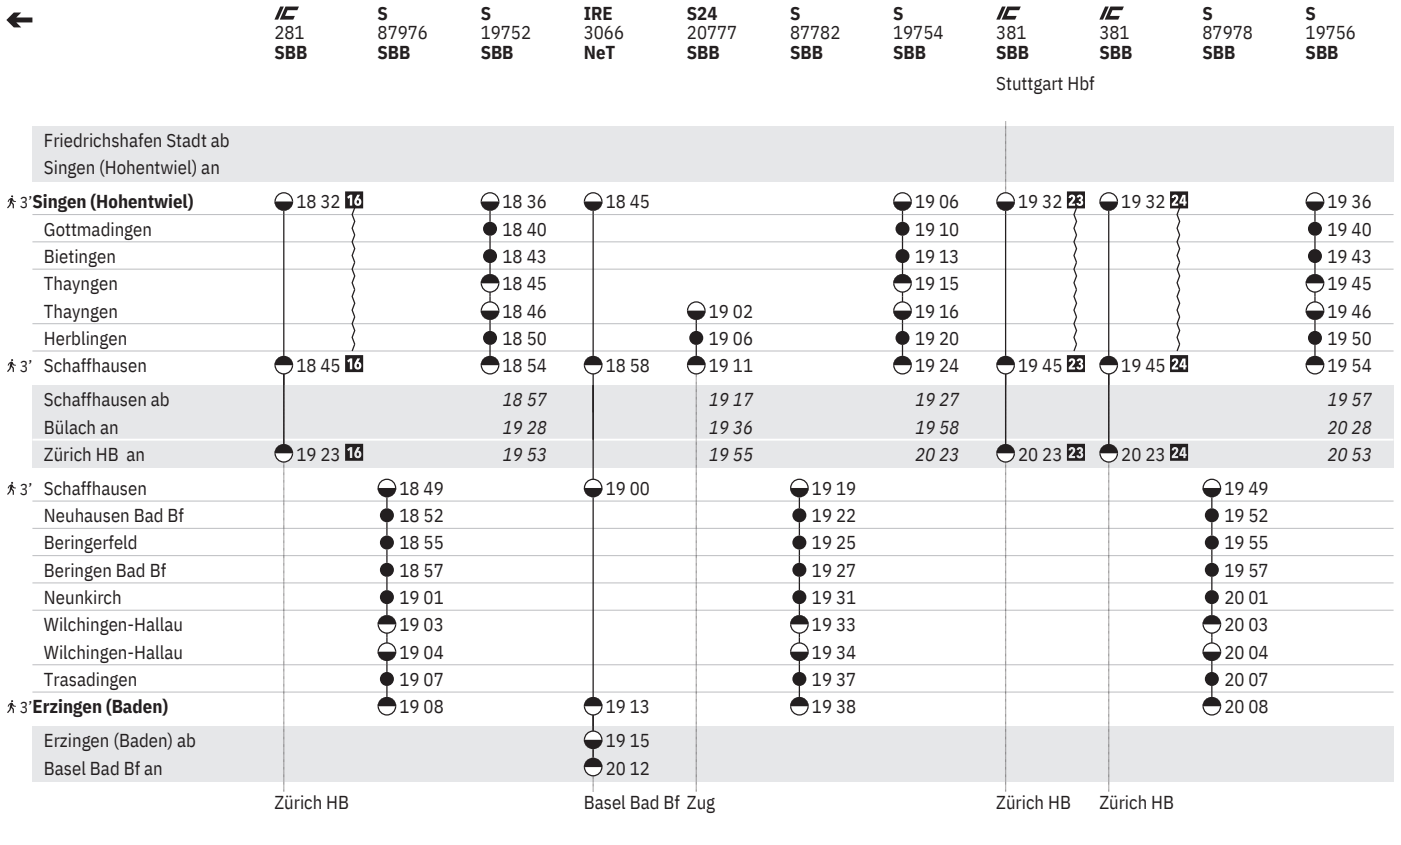 IC S S IRE S24 S S IC IC S S
281 87976 19752 3066 20777 87782 19754 381 381 87978 19756
SBB SBB SBB NeT SBB SBB SBB SBB SBB SBB SBB
Stuttgart Hbf
Friedrichshafen Stadt ab
Singen (Hohentwiel) an
3' Singen (Hohentwiel) 18 32 16 18 36 18 45 19 06 19 32 23 19 32 24 19 36
Gottmadingen 18 40 19 10 19 40
Bietingen 18 43 19 13 19 43
Thayngen 18 45 19 15 19 45
Thayngen 18 46 19 02 19 16 19 46
Herblingen 18 50 19 06 19 20 19 50
3' Schaffhausen 18 45 16 18 54 18 58 19 11 19 24 19 45 23 19 45 24 19 54
Schaffhausen ab 18 57 19 17 19 27 19 57
Bülach an 19 28 19 36 19 58 20 28
Zürich HB an 19 23 16 19 53 19 55 20 23 20 23 23 20 23 24 20 53
3' Schaffhausen 18 49 19 00 19 19 19 49
Neuhausen Bad Bf 18 52 19 22 19 52
Beringerfeld 18 55 19 25 19 55
Beringen Bad Bf 18 57 19 27 19 57
Neunkirch 19 01 19 31 20 01
Wilchingen-Hallau 19 03 19 33 20 03
Wilchingen-Hallau 19 04 19 34 20 04
Trasadingen 19 07 19 37 20 07
3' Erzingen (Baden) 19 08 19 13 19 38 20 08
Erzingen (Baden) ab 19 15
Basel Bad Bf an 20 12
Zürich HB Basel Bad Bf Zug Zürich HB Zürich HB